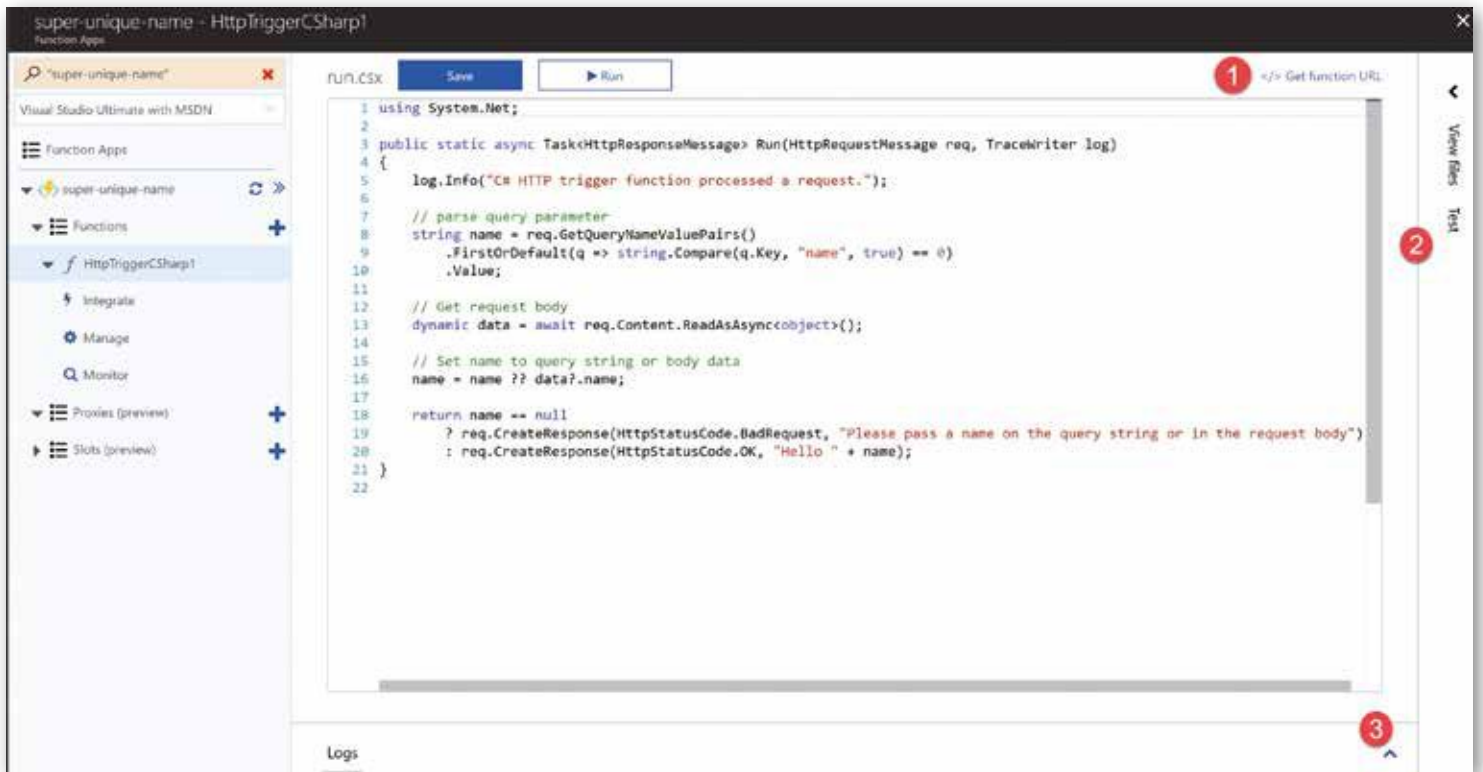 super-unique-name - HttpTriggerCSharp1
Function Apps
"super-unique-name"
Visual Studio Ultimate with MSDN
Function Apps
super-unique-name
Functions
HttpTriggerCSharp1
Integrate
Manage
Monitor
Proxies (preview)
Slots (preview)
run.csx
Save
Run
1
</> Get function URL
1 using System.Net;
2
3 public static async Task<HttpResponseMessage> Run(HttpRequestMessage req, TraceWriter log)
4 {
5     log.Info("C# HTTP trigger function processed a request.");
6
7     // parse query parameter
8     string name = req.GetQueryNameValuePairs()
9         .FirstOrDefault(q => string.Compare(q.Key, "name", true) == 0)
10         .Value;
11
12     // Get request body
13     dynamic data = await req.Content.ReadAsAsync<object>();
14
15     // Set name to query string or body data
16     name = name ?? data?.name;
17
18     return name == null
19         ? req.CreateResponse(HttpStatusCode.BadRequest, "Please pass a name on the query string or in the request body")
20         : req.CreateResponse(HttpStatusCode.OK, "Hello " + name);
21 }
22
View files
Test
2
3
Logs